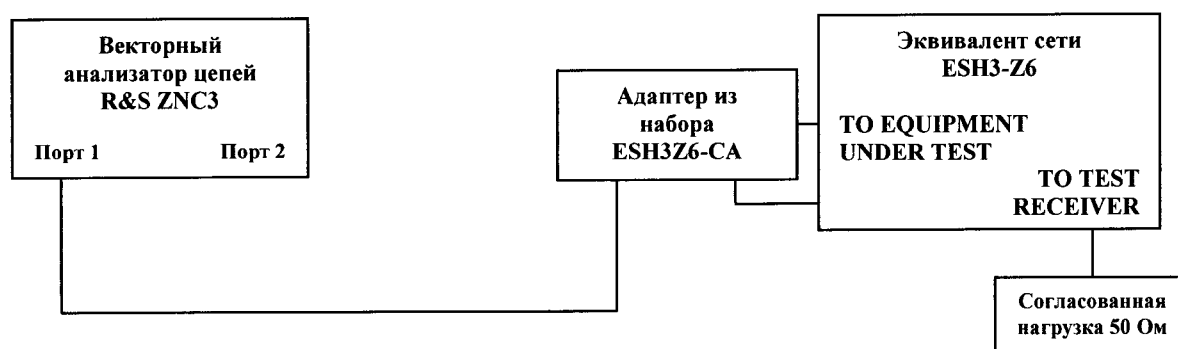 Векторный
анализатор цепей
R&S ZNC3
Порт 1
Порт 2
Адаптер из
набора
ESH3Z6-CA
Эквивалент сети
ESH3-Z6
TO EQUIPMENT
UNDER TEST
TO TEST
RECEIVER
Согласованная
нагрузка 50 Ом